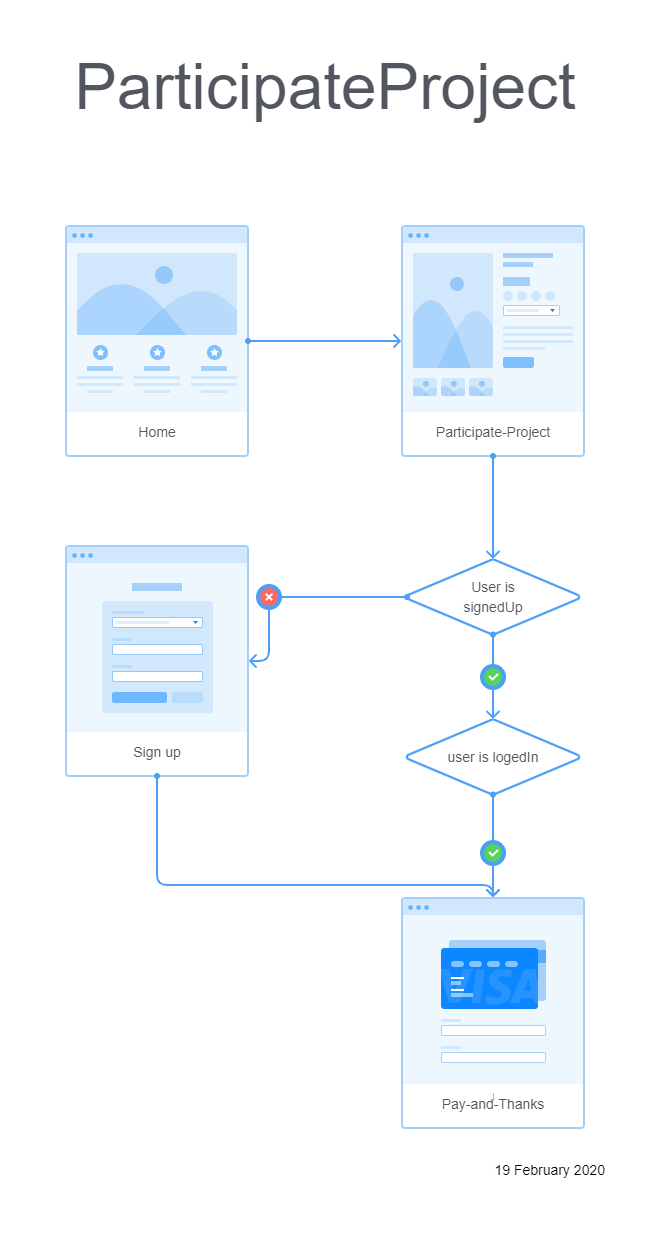 ParticipateProject
Home
Participate-Project
User is
signedUp
Sign up
user is logedIn
VISA
Pay-and-Thanks
19 February 2020